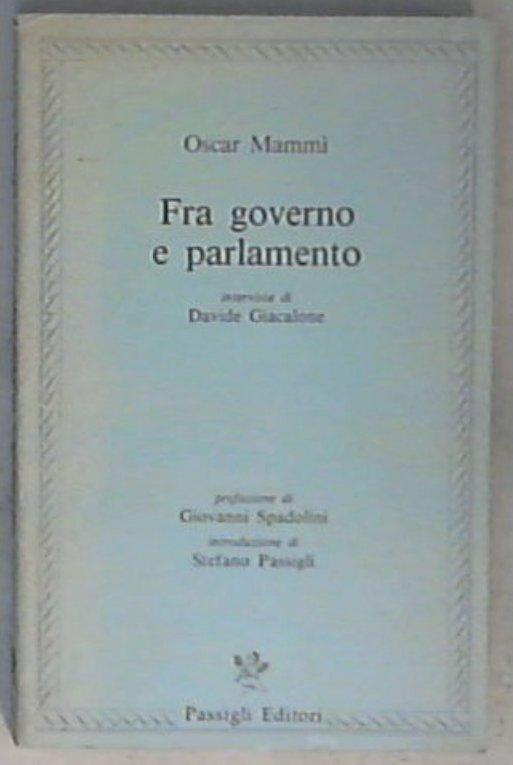 Oscar Mammì
Fra governo
e parlamento
intervista di
Davide Giacalone
prefazione di
Giovanni Spadolini
introduzione di
Stefano Passigli
Passigli Editori